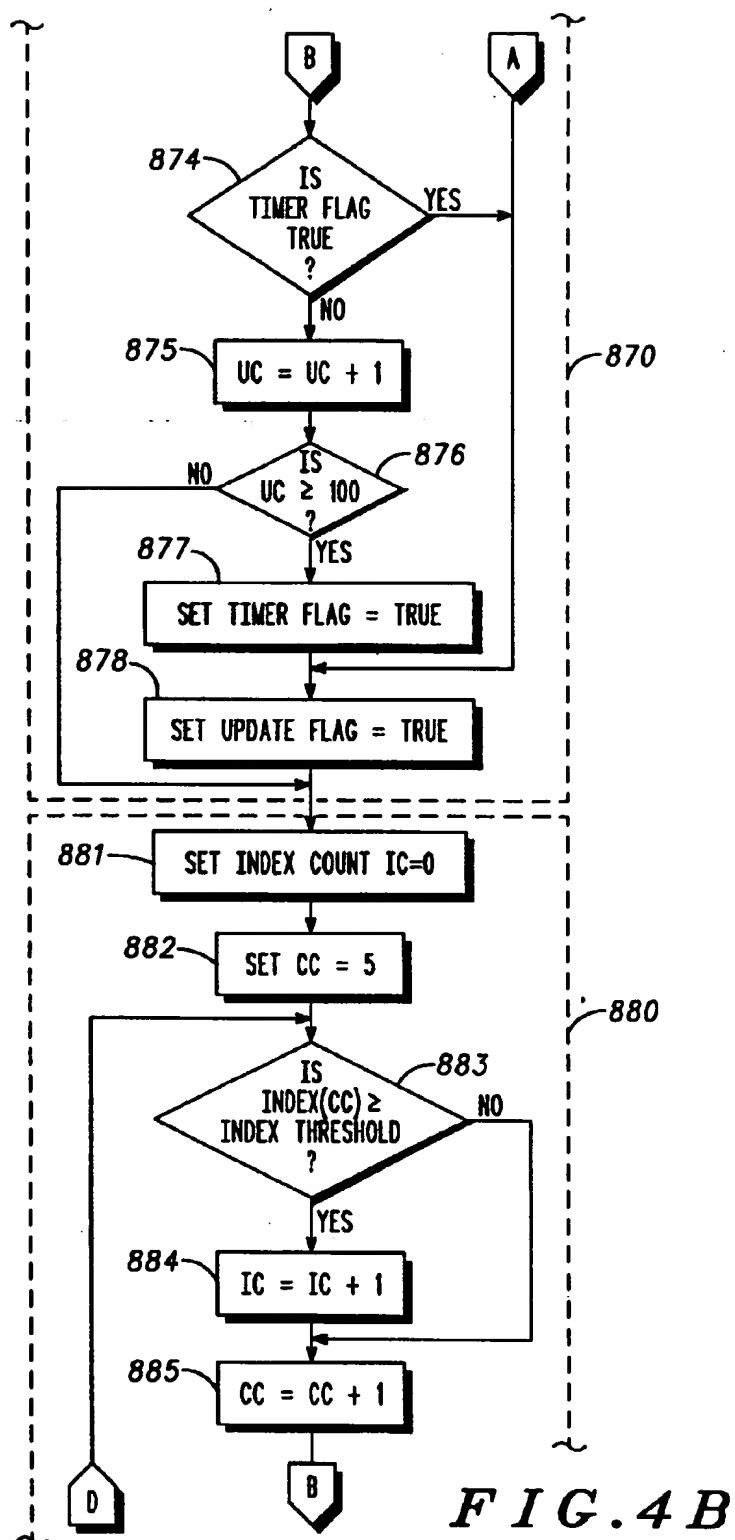 B
A
874
IS
TIMER FLAG
TRUE
?
YES
NO
875
UC = UC + 1
870
NO
IS
UC ≥ 100
?
876
YES
877
SET TIMER FLAG = TRUE
878
SET UPDATE FLAG = TRUE
881
SET INDEX COUNT IC=0
882
SET CC = 5
880
IS
INDEX(CC) ≥
INDEX THRESHOLD
?
883
NO
YES
884
IC = IC + 1
885
CC = CC + 1
D
B
FIG.4B